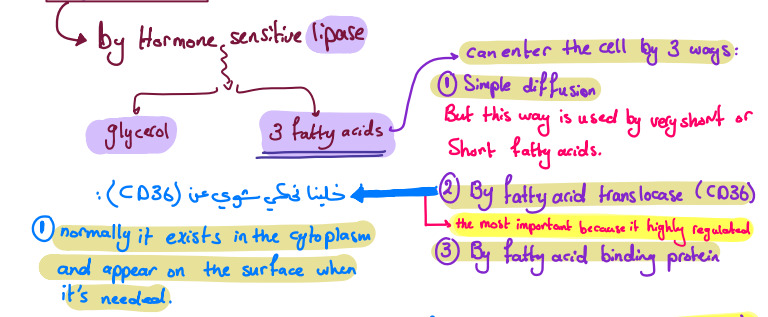 by Hormone sensitive lipase
glycerol
3 fatty acids
can enter the cell by 3 ways:
① Simple diffusion
But this way is used by very short or
Short fatty acids.
② By fatty acid translocase (CD36)
the most important because it highly regulated
③ By fatty acid binding protein
خلينا نحكي شوي عن (CD36):
① normally it exists in the cytoplasm
and appear on the surface when
it's needed.